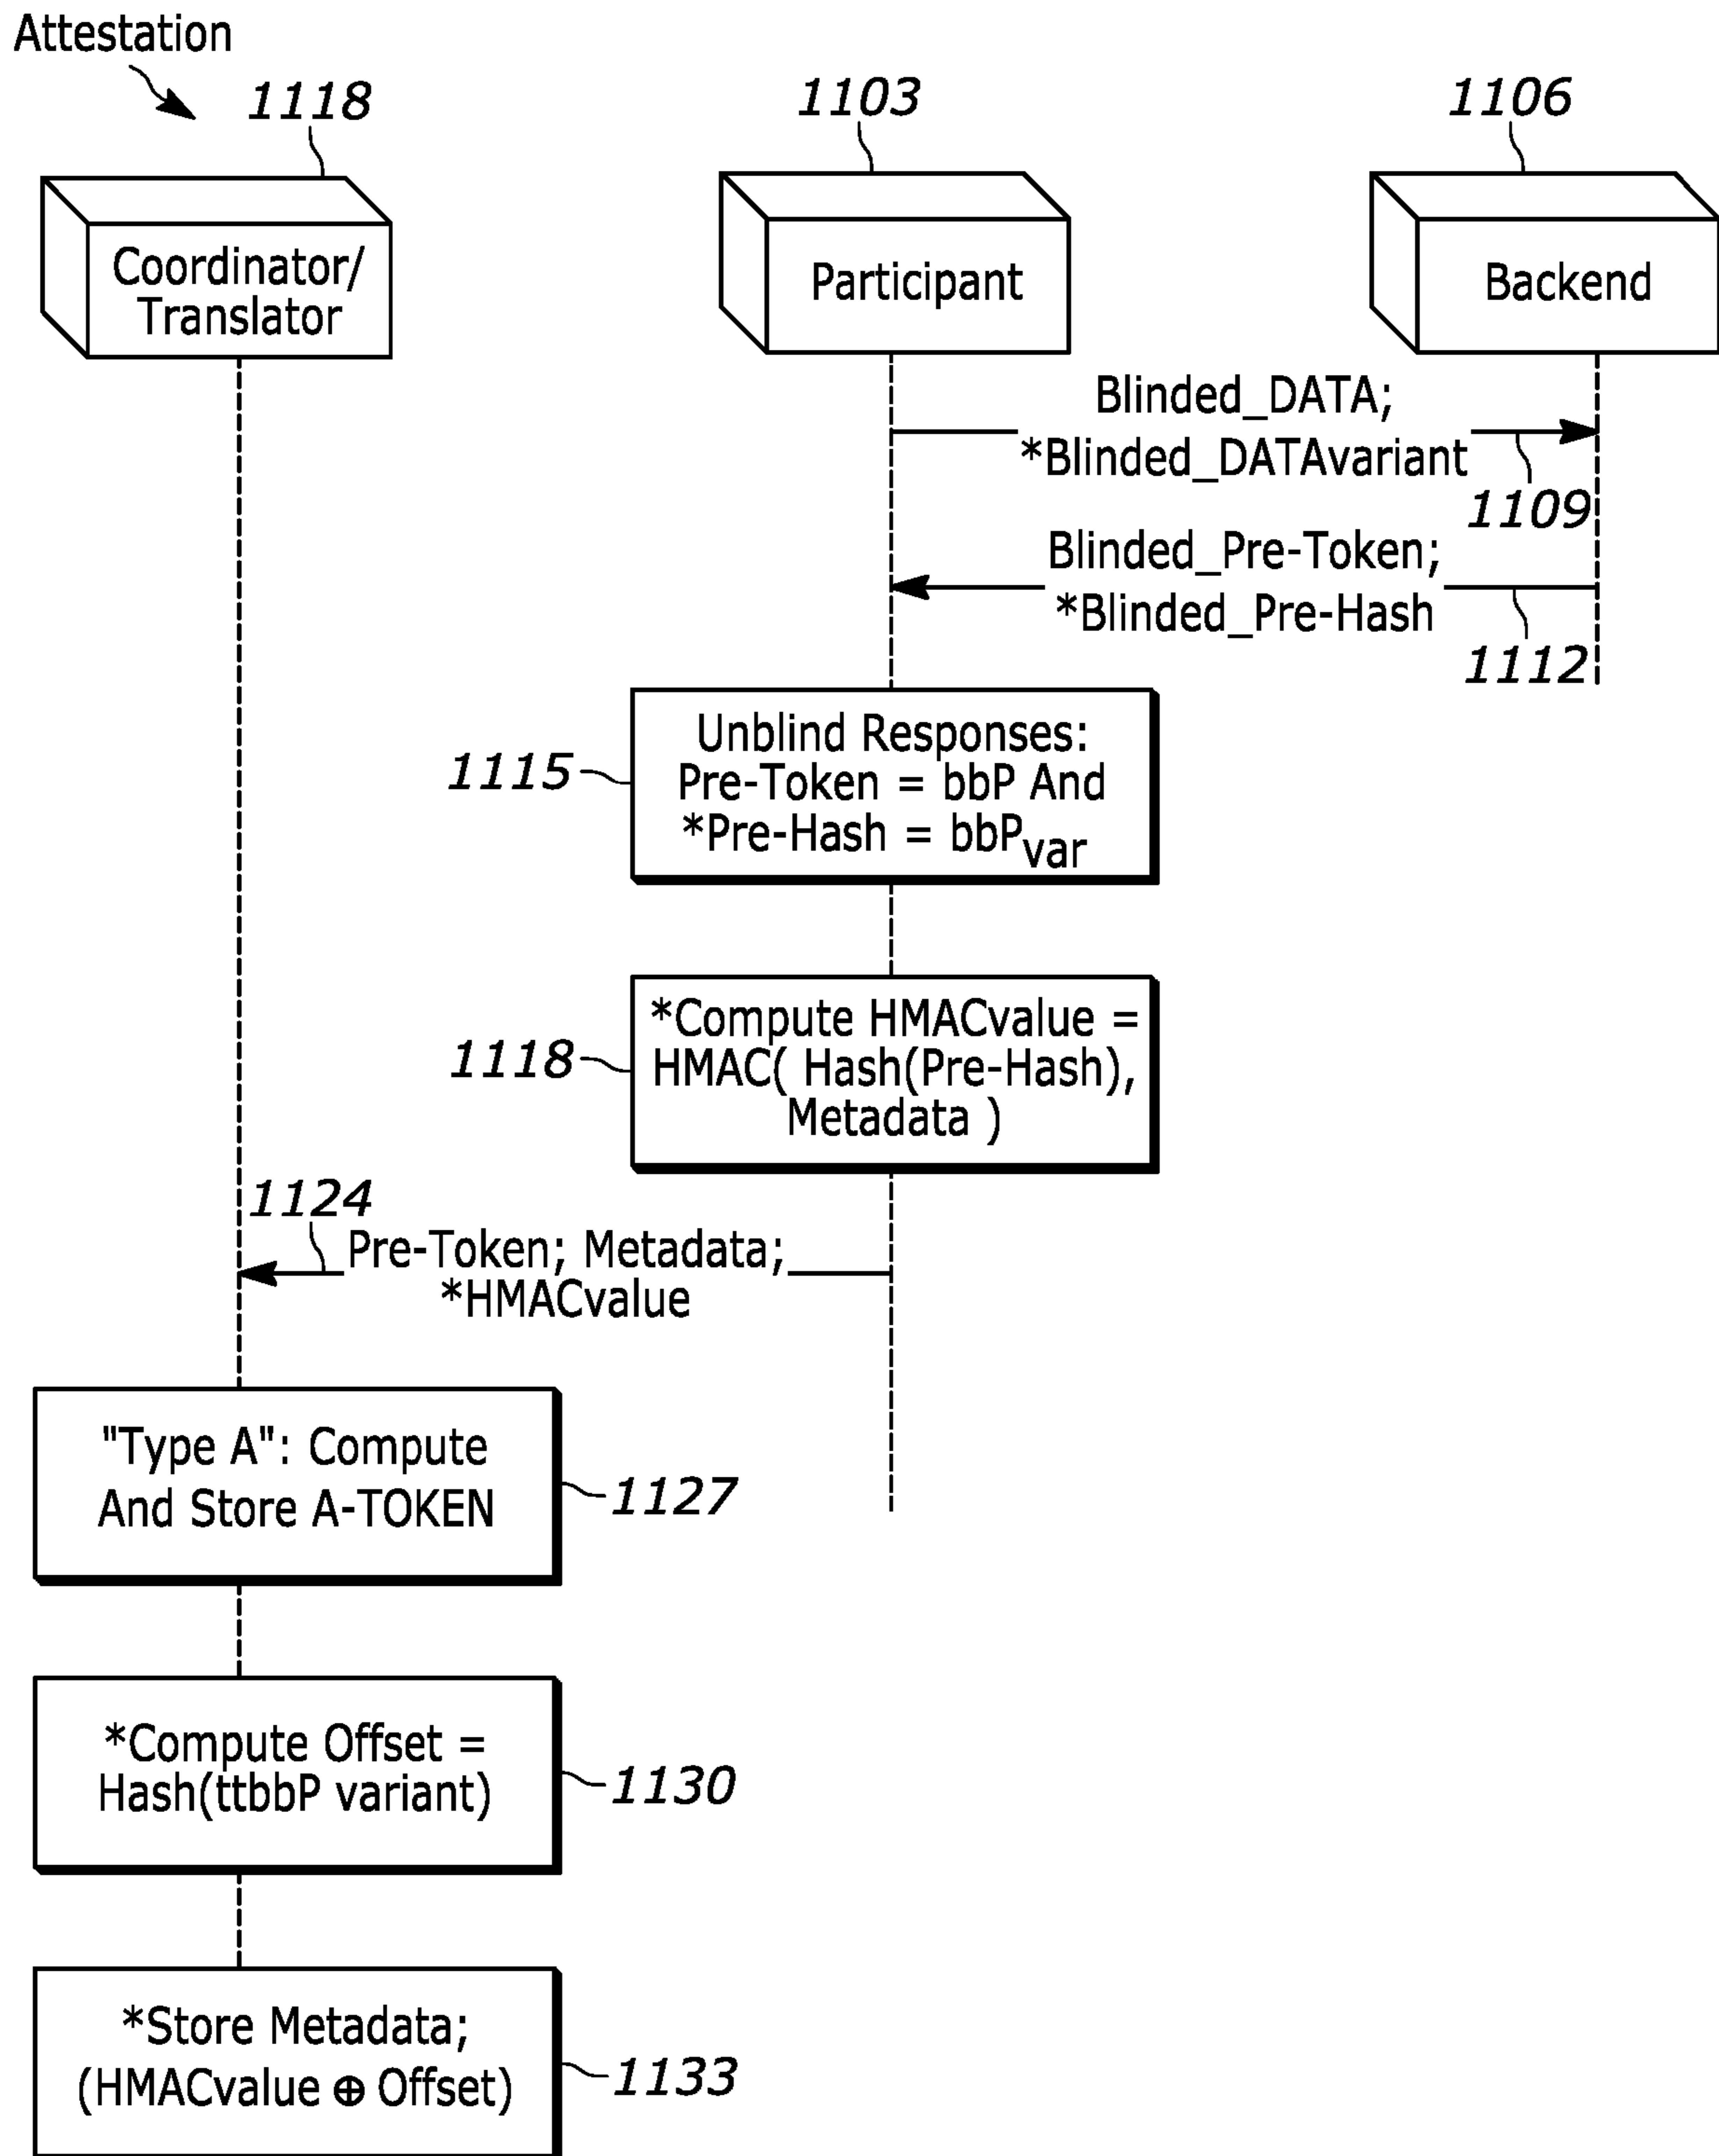 Attestation
1118
1103
1106
Coordinator/
Translator
Participant
Backend
Blinded_DATA;
*Blinded_DATAvariant
1109
Blinded_Pre-Token;
*Blinded_Pre-Hash
1112
Unblind Responses:
Pre-Token = bbP And
*Pre-Hash = bbPvar
1115
*Compute HMACvalue =
HMAC( Hash(Pre-Hash),
Metadata )
1118
1124
Pre-Token; Metadata;
*HMACvalue
"Type A": Compute
And Store A-TOKEN
1127
*Compute Offset =
Hash(ttbbP variant)
1130
*Store Metadata;
(HMACvalue ⊕ Offset)
1133